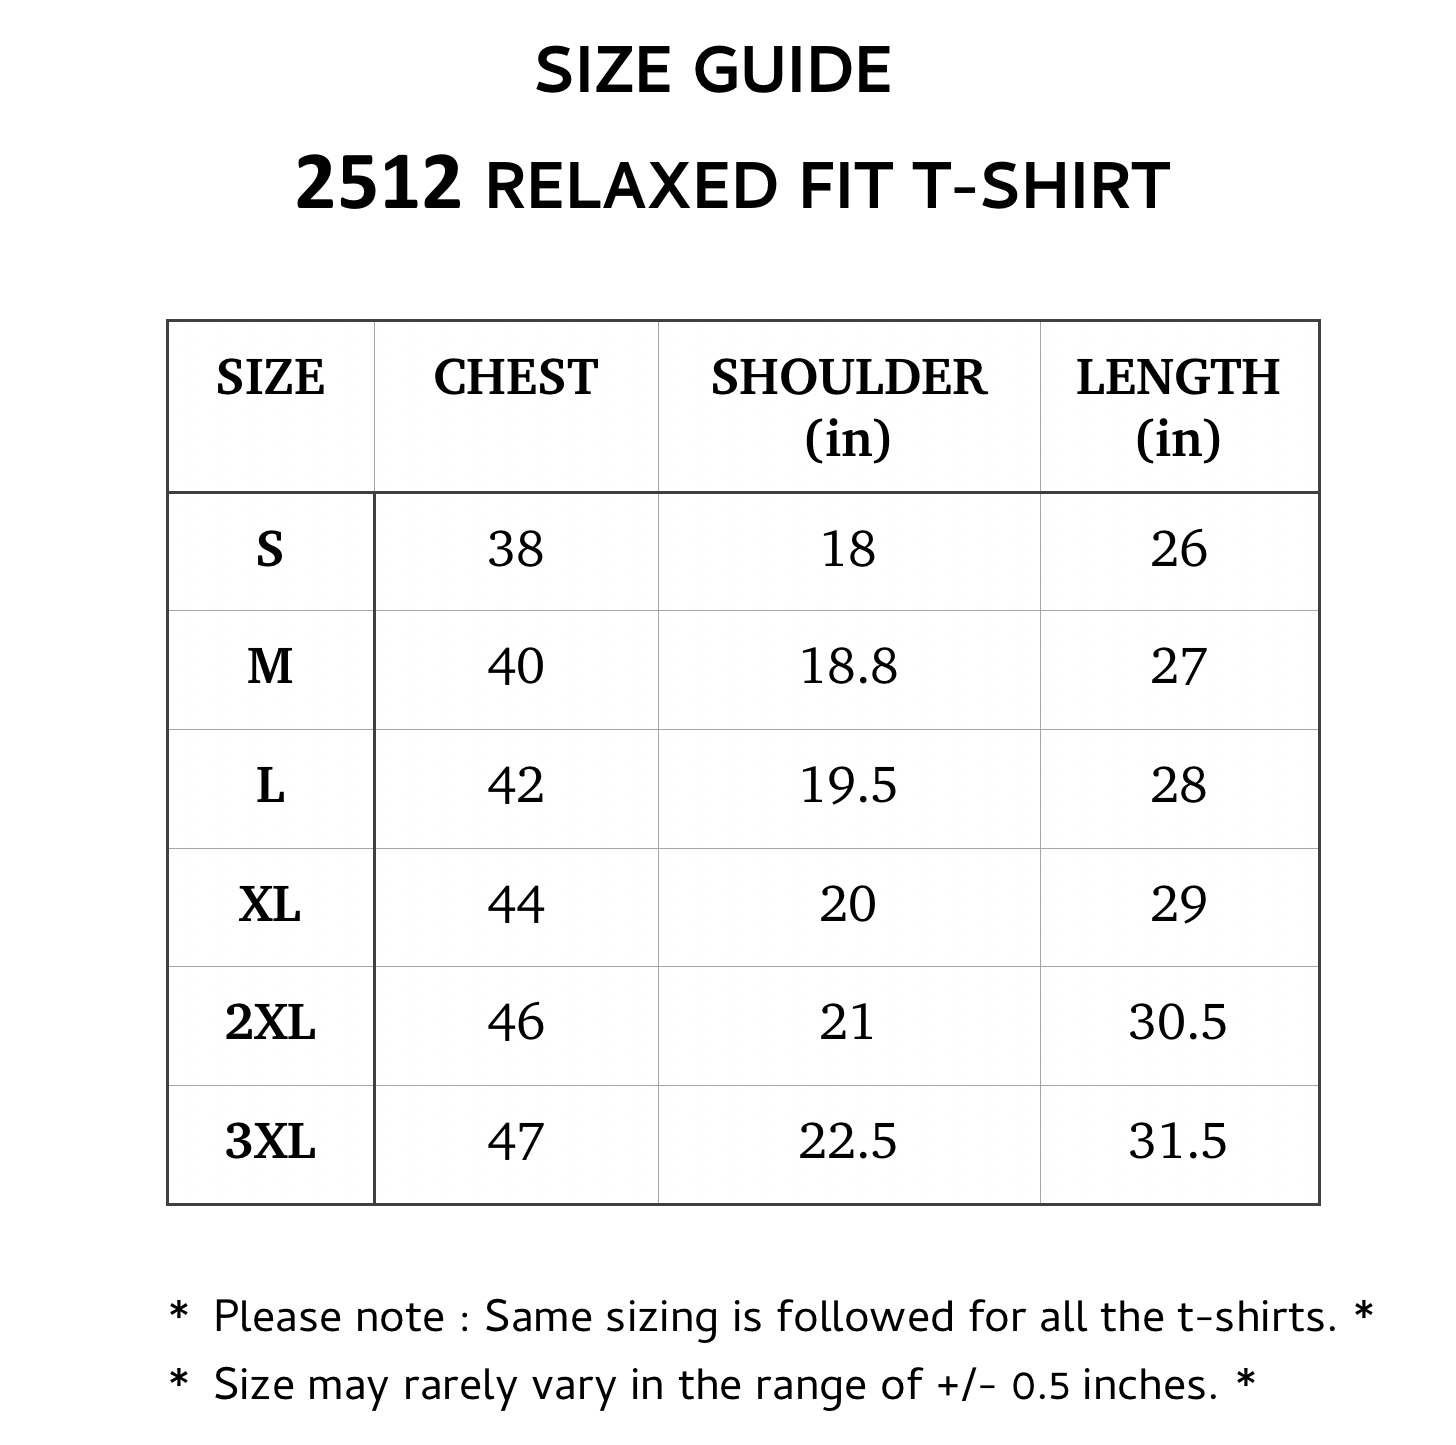 SIZE GUIDE
2512 RELAXED FIT T-SHIRT
SIZE CHEST SHOULDER (in) LENGTH (in)
S 38 18 26
M 40 18.8 27
L 42 19.5 28
XL 44 20 29
2XL 46 21 30.5
3XL 47 22.5 31.5
* Please note : Same sizing is followed for all the t-shirts. *
* Size may rarely vary in the range of +/- 0.5 inches. *